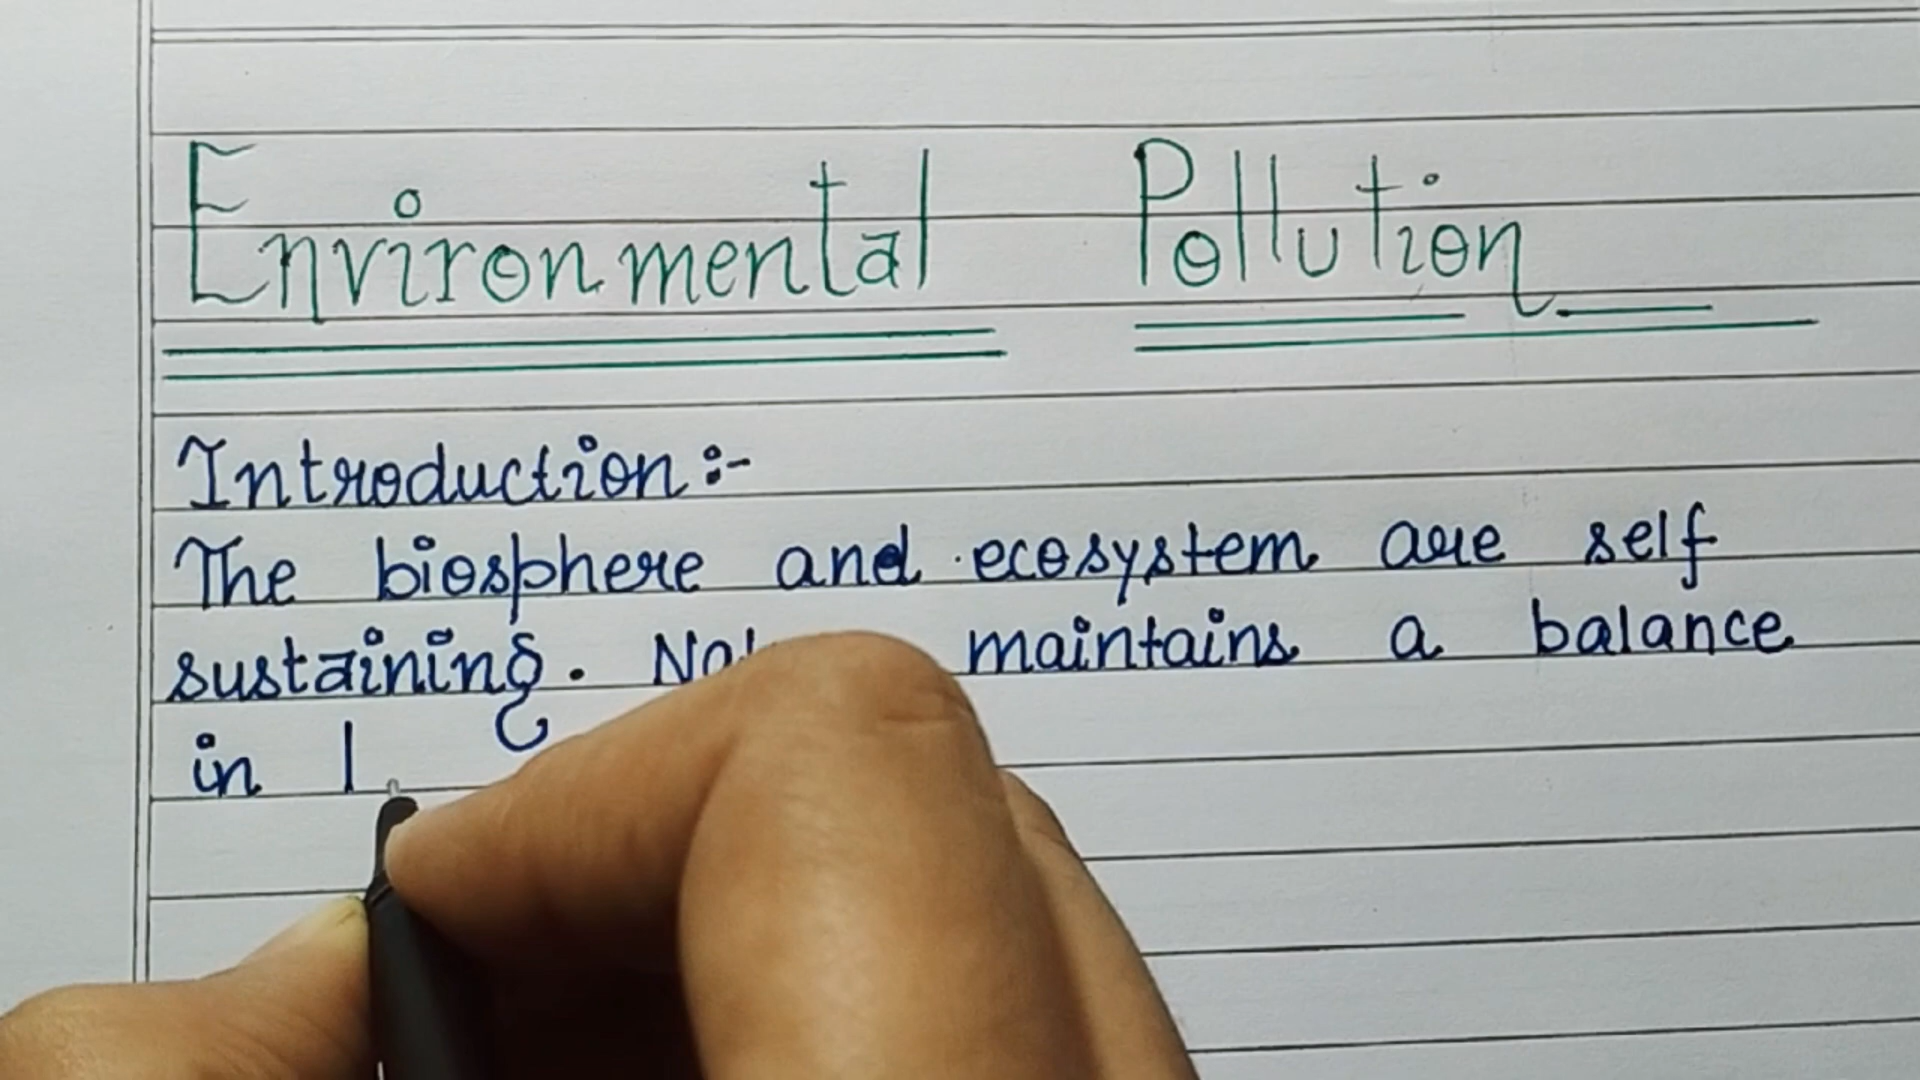 Environmental Pollution
Introduction:-
The biosphere and ecosystem are self
sustaining. maintains a balance
in